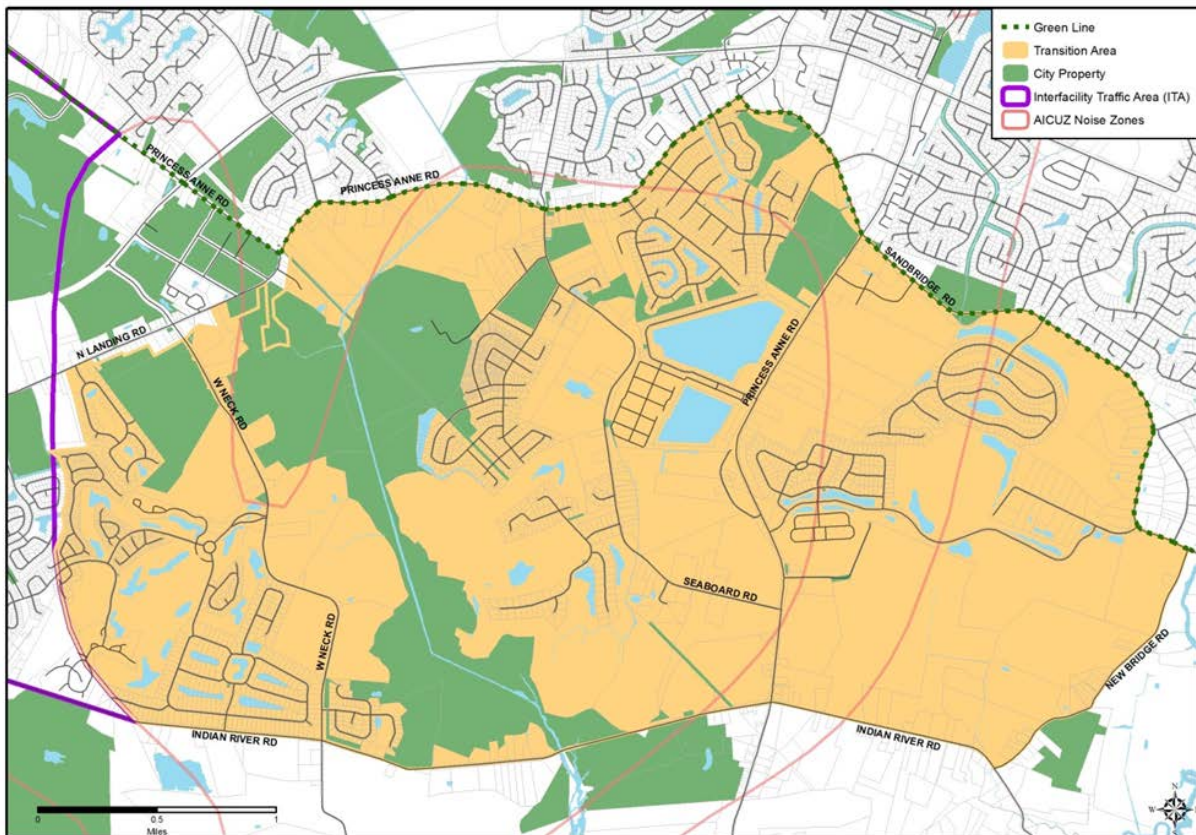 Green Line
Transition Area
City Property
Interfacility Traffic Area (ITA)
AICUZ Noise Zones
PRINCESS ANNE RD
PRINCESS ANNE RD
SANDBRIDGE RD
N LANDING RD
W NECK RD
PRINCESS ANNE RD
SEABOARD RD
W NECK RD
NEW BRIDGE RD
INDIAN RIVER RD
INDIAN RIVER RD
0 0.5 1
Miles
N
W
S